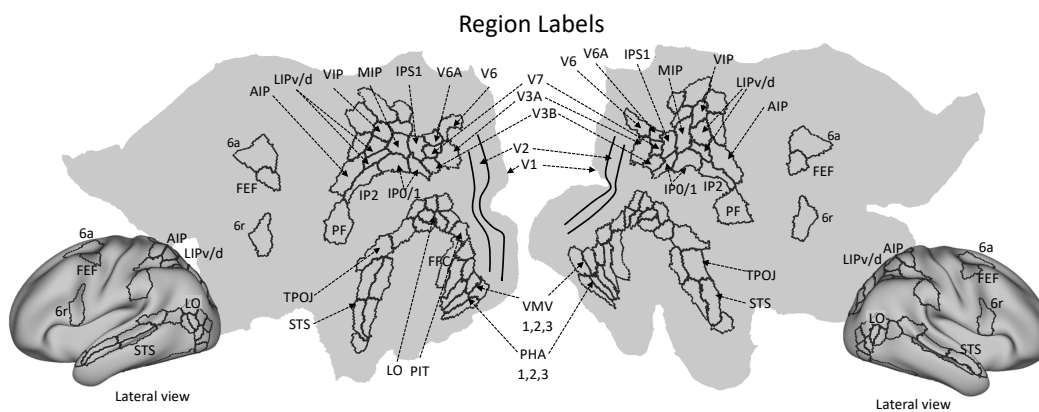 Region Labels
AIP
LIPv/d
VIP
MIP
IPS1
V6A
V6
V7
V3A
V3B
V2
V1
V6
V6A
IPS1
MIP
VIP
LIPv/d
AIP
6a
FEF
6r
IP2
IP0/1
PF
IP0/1
IP2
PF
6a
FEF
6r
FFC
TPOJ
STS
LO
PIT
VMV
1,2,3
PHA
1,2,3
TPOJ
STS
6a
FEF
6r
AIP
LIPv/d
LO
STS
Lateral view
AIP
LIPv/d
6a
FEF
6r
LO
STS
Lateral view